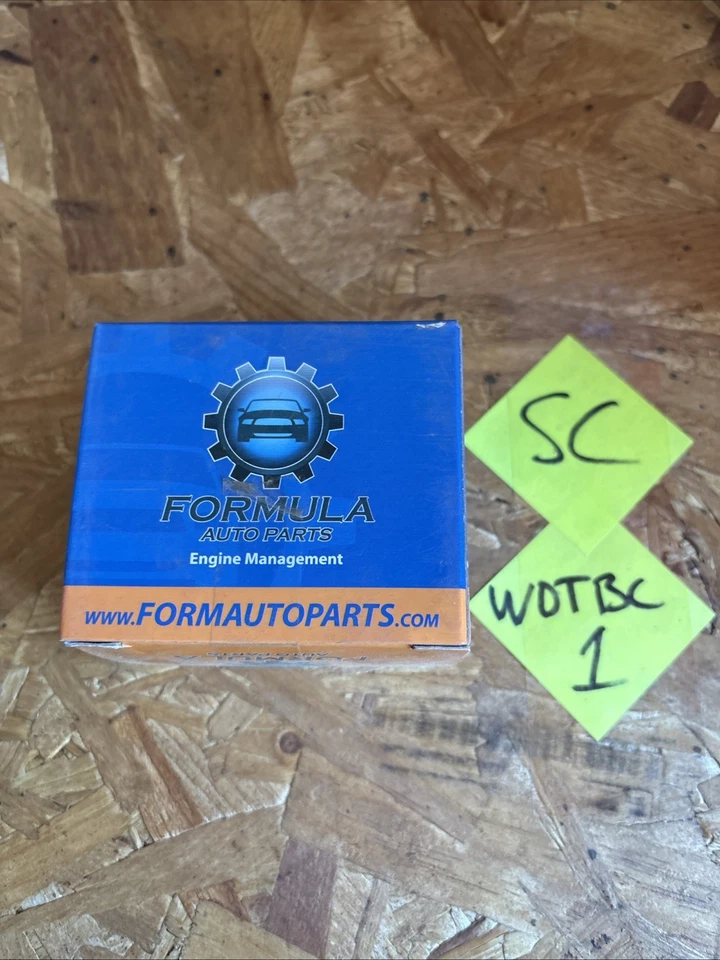 FORMULA
AUTO PARTS
Engine Management
www.FORMAUTOPARTS.COM
SC
WOTBC
1